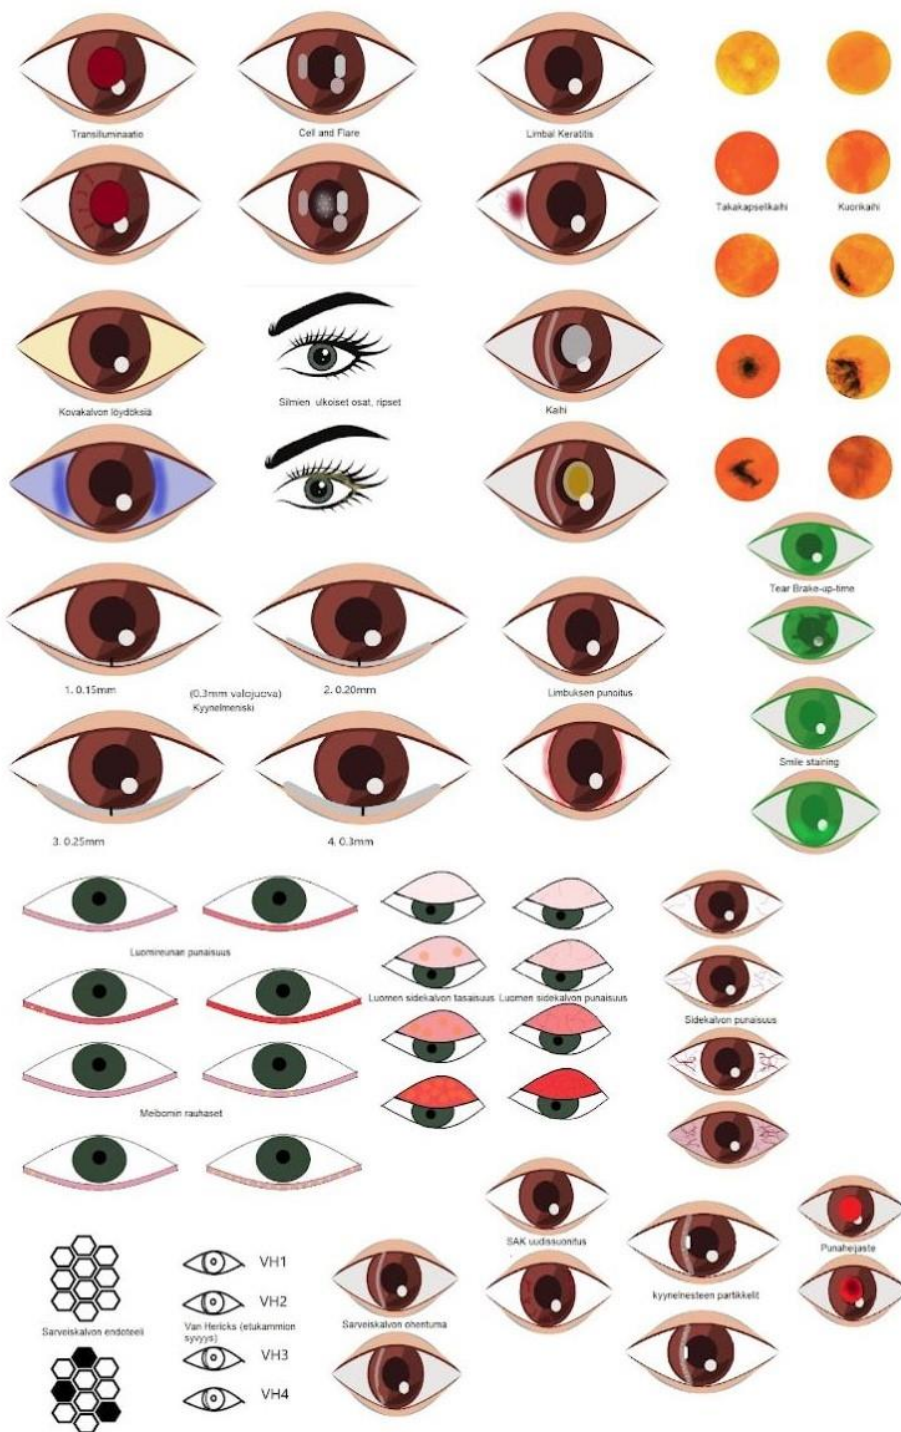 Transilluminaatio
Cell and Flare
Limbal Keratitis
Takakapselikaihi
Kuorikaihi
Kovakalvon löydöksiä
Silmien ulkoiset osat, ripset
Kaihi
Tear Brake-up-time
1. 0.15mm
(0.3mm valojuova)
Kyynelmeniski
2. 0.20mm
Limbuksen punoitus
Smile staining
3. 0.25mm
4. 0.3mm
Luomireunan punaisuus
Luomen sidekalvon tasaisuus
Luomen sidekalvon punaisuus
Sidekalvon punaisuus
Meibomin rauhaset
SAK uudissuonitus
Punaheijaste
kyynelnesteen partikkelit
VH1
VH2
Sarveiskalvon endoteeli
Van Hericks (etukammion
syvyys)
Sarveiskalvon ohentuma
VH3
VH4